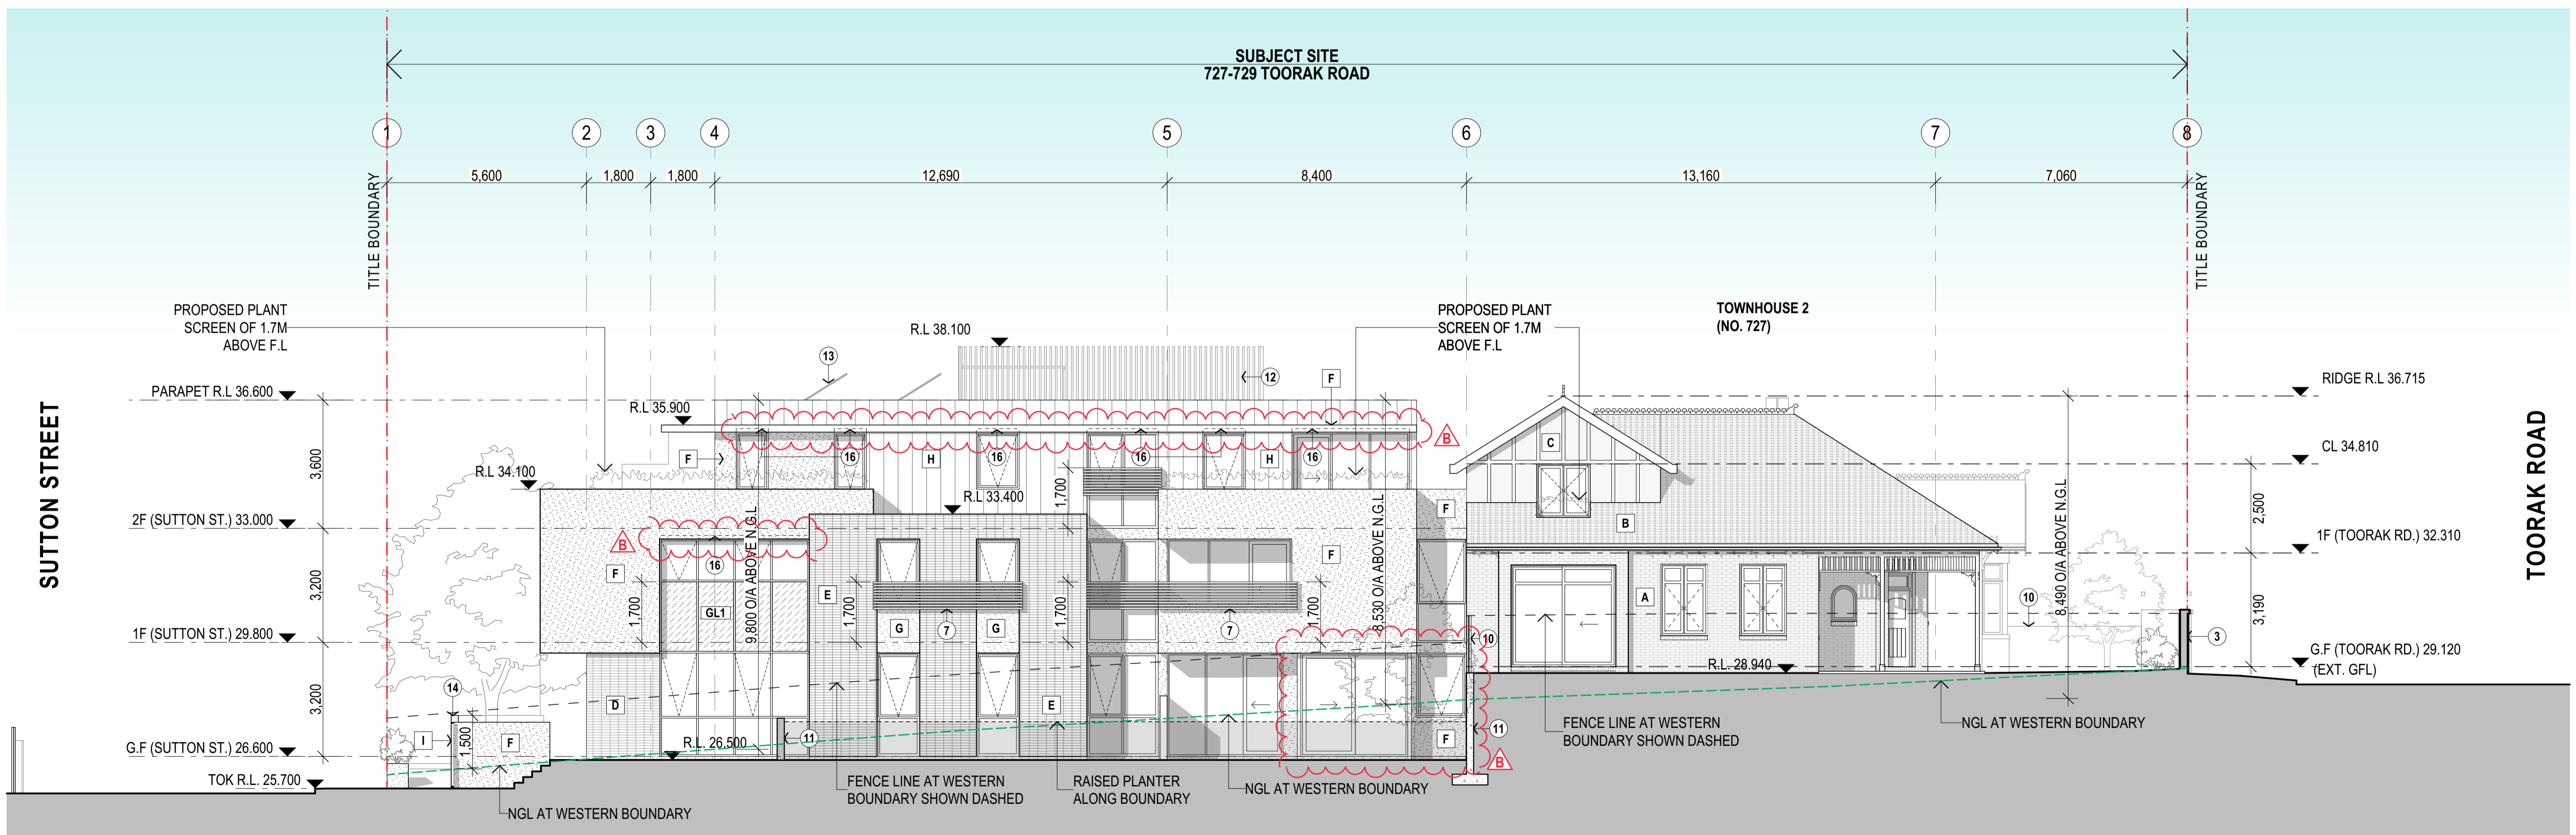 SUBJECT SITE
727-729 TOORAK ROAD
1
2
3
4
5
6
7
8
5,600
1,800
1,800
12,690
8,400
13,160
7,060
TITLE BOUNDARY
TITLE BOUNDARY
SUTTON STREET
TOORAK ROAD
PROPOSED PLANT
SCREEN OF 1.7M
ABOVE F.L
PROPOSED PLANT
SCREEN OF 1.7M
ABOVE F.L
TOWNHOUSE 2
(NO. 727)
R.L 38.100
13
12
F
PARAPET R.L 36.600
R.L 35.900
RIDGE R.L 36.715
B
F
16
H
16
16
H
16
C
CL 34.810
3,600
R.L 34.100
R.L 33.400
1,700
F
B
2,500
2F (SUTTON ST.) 33.000
B
16
F
1F (TOORAK RD.) 32.310
F
GL1
E
3,200
1,700
9.800 O/A ABOVE N.G.L
1,700
1,700
1,700
8,530 O/A ABOVE N.G.L
8,490 O/A ABOVE N.G.L
A
10
3,190
1F (SUTTON ST.) 29.800
G
7
G
7
10
3
G.F (TOORAK RD.) 29.120
(EXT. GFL)
R.L. 28.940
14
D
E
3,200
I
1,500
F
R.L. 26.500
11
F
11
B
FENCE LINE AT WESTERN
BOUNDARY SHOWN DASHED
NGL AT WESTERN BOUNDARY
G.F (SUTTON ST.) 26.600
TOK R.L. 25.700
FENCE LINE AT WESTERN
BOUNDARY SHOWN DASHED
RAISED PLANTER
ALONG BOUNDARY
NGL AT WESTERN BOUNDARY
NGL AT WESTERN BOUNDARY